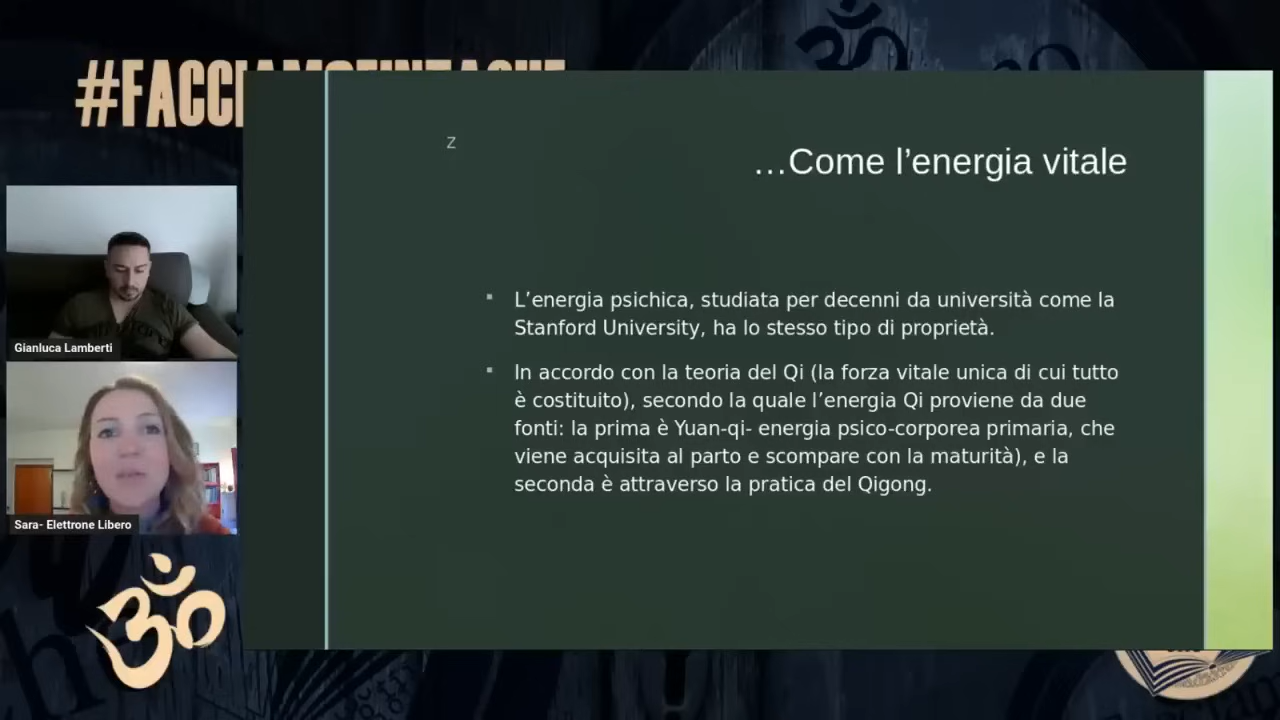 …Come l’energia vitale
z
▪ L’energia psichica, studiata per decenni da università come la
Stanford University, ha lo stesso tipo di proprietà.
▪ In accordo con la teoria del Qi (la forza vitale unica di cui tutto
è costituito), secondo la quale l’energia Qi proviene da due
fonti: la prima è Yuan-qi- energia psico-corporea primaria, che
viene acquisita al parto e scompare con la maturità), e la
seconda è attraverso la pratica del Qigong.
Gianluca Lamberti
Sara- Elettrone Libero
ॐ